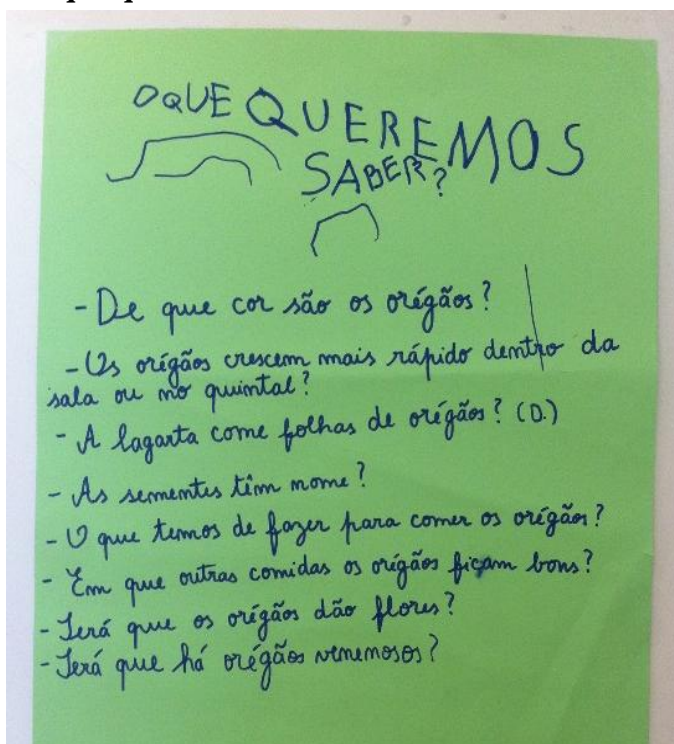 O QUE QUEREMOS
SABER?
- De que cor são os orégãos?
- Os orégãos crescem mais rápido dentro da
sala ou no quintal?
- A lagarta come folhas de orégãos? (D.)
- As sementes têm nome?
- O que temos de fazer para comer os orégãos?
- Em que outras comidas os orégãos ficam bons?
- Será que os orégãos dão flores?
- Será que há orégãos venenosos?